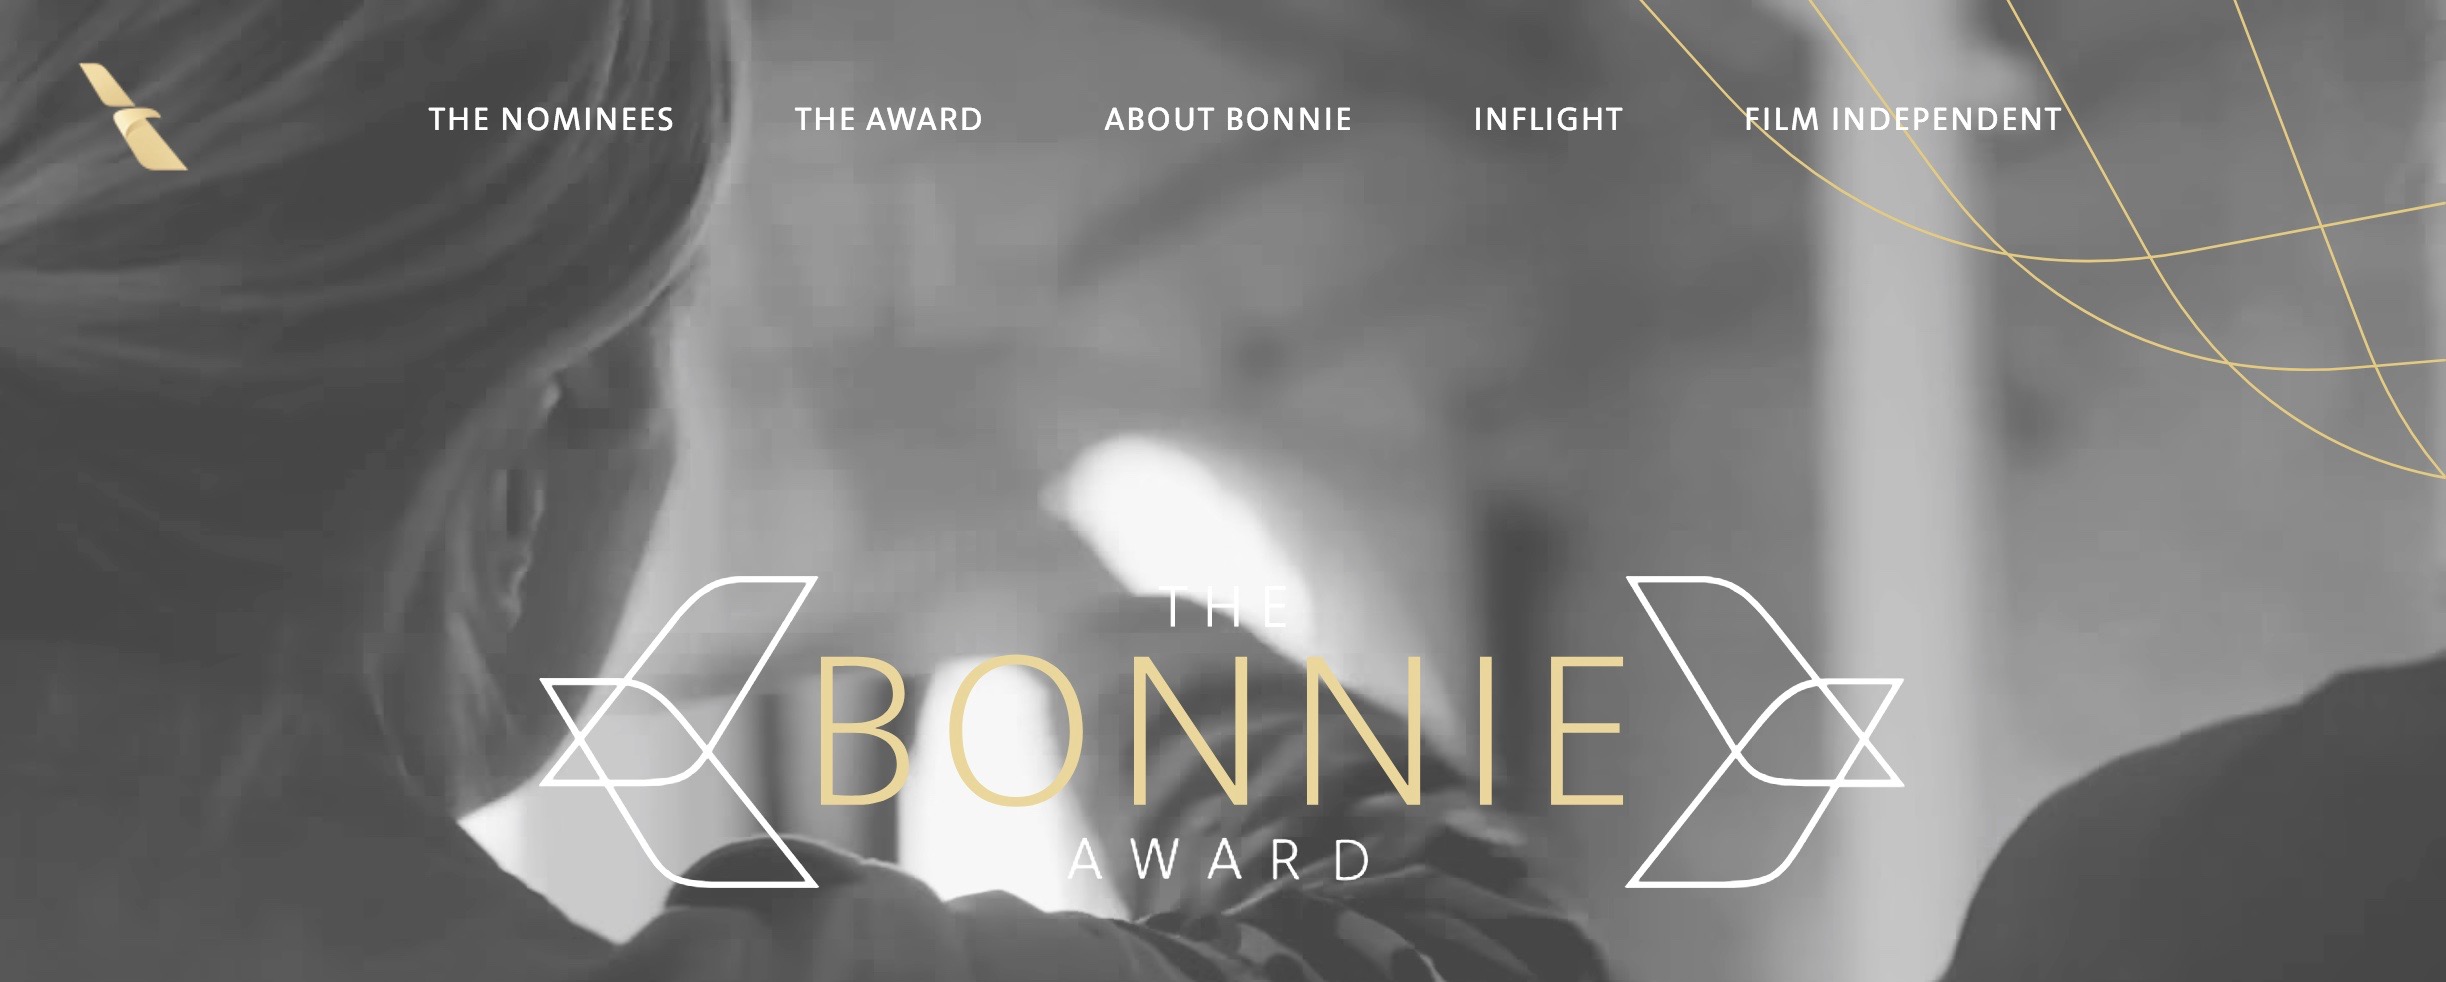 THE NOMINEES THE AWARD ABOUT BONNIE INFLIGHT FILM INDEPENDENT
THE
BONNIE
AWARD